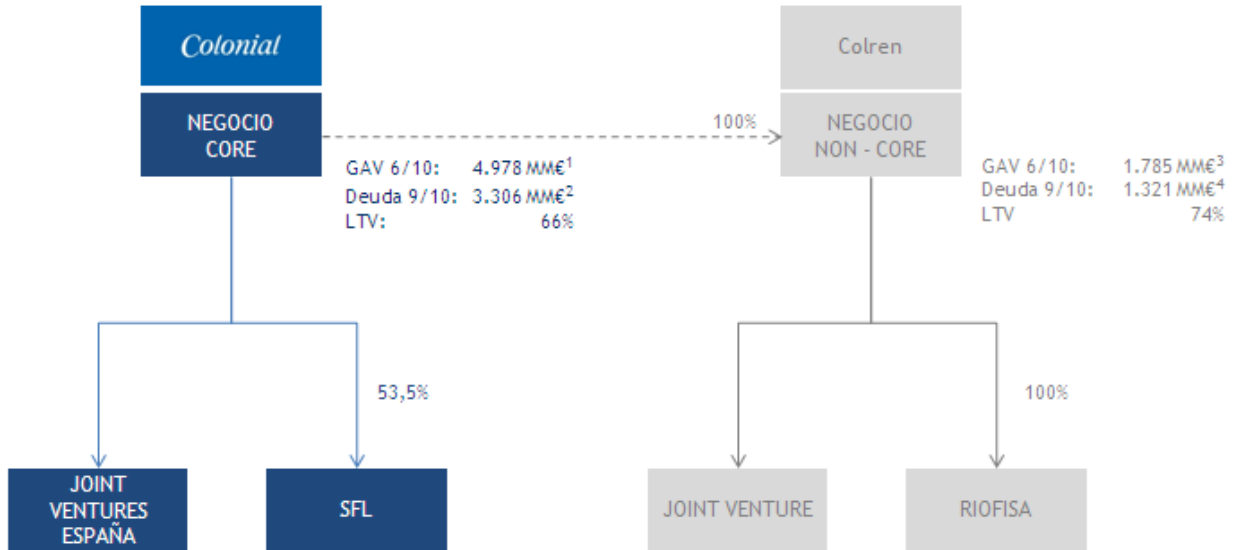 Colonial
Colren
NEGOCIO
CORE
100%
NEGOCIO
NON - CORE
GAV 6/10: 4.978 MM€1
Deuda 9/10: 3.306 MM€2
LTV: 66%
GAV 6/10: 1.785 MM€3
Deuda 9/10: 1.321 MM€4
LTV 74%
53,5%
100%
JOINT
VENTURES
ESPAÑA
SFL
JOINT VENTURE
RIOFISA